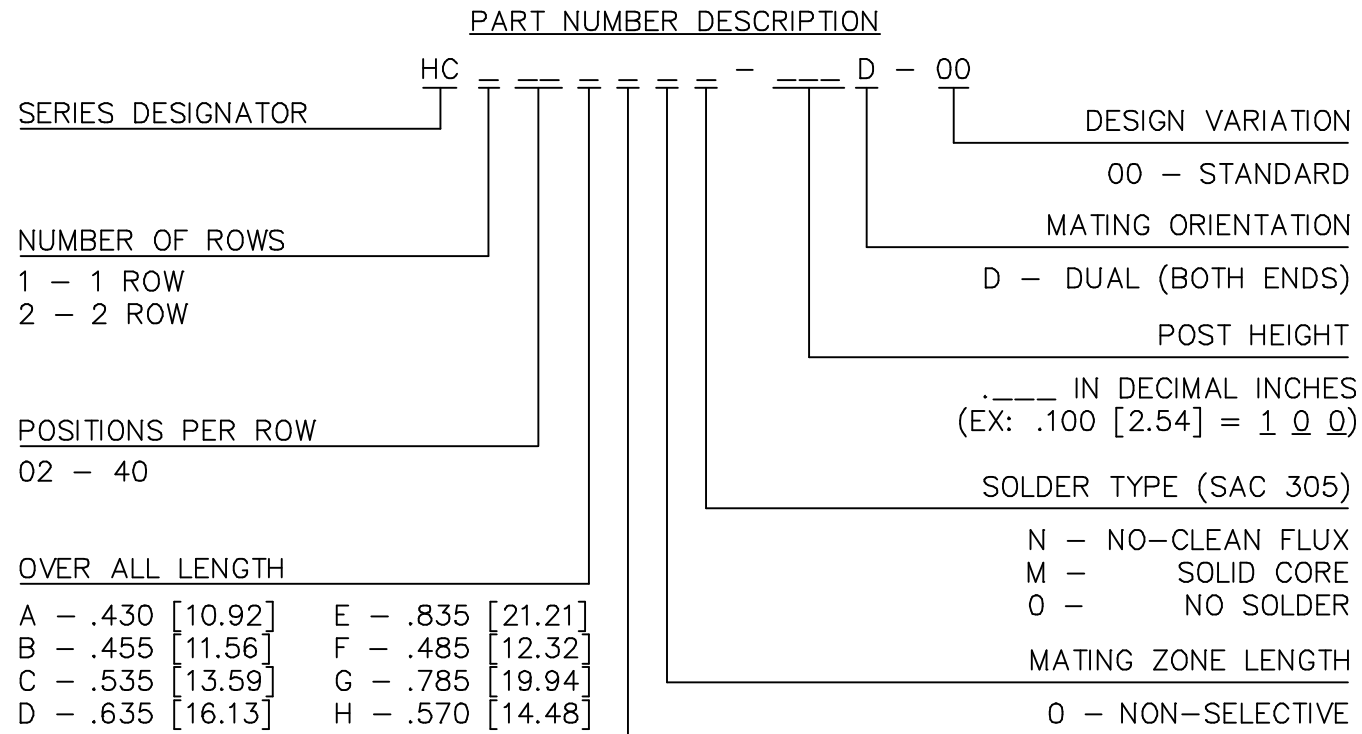 PART NUMBER DESCRIPTION
HC _ __ _ _ _ _ - ___ D - 00
SERIES DESIGNATOR
NUMBER OF ROWS
1 - 1 ROW
2 - 2 ROW
POSITIONS PER ROW
02 - 40
OVER ALL LENGTH
A - .430 [10.92] E - .835 [21.21]
B - .455 [11.56] F - .485 [12.32]
C - .535 [13.59] G - .785 [19.94]
D - .635 [16.13] H - .570 [14.48]
DESIGN VARIATION
00 - STANDARD
MATING ORIENTATION
D - DUAL (BOTH ENDS)
POST HEIGHT
.___ IN DECIMAL INCHES
(EX: .100 [2.54] = 1 0 0)
SOLDER TYPE (SAC 305)
N - NO-CLEAN FLUX
M - SOLID CORE
0 - NO SOLDER
MATING ZONE LENGTH
0 - NON-SELECTIVE